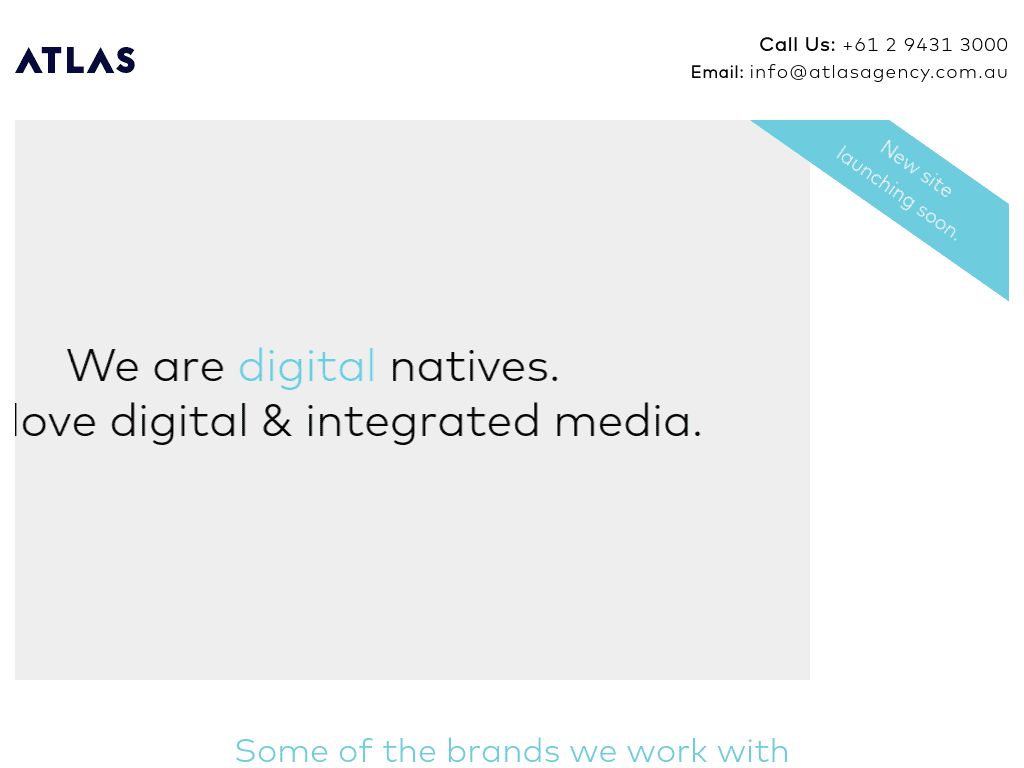 ATLAS
Call Us: +61 2 9431 3000
Email: info@atlasagency.com.au
New site
launching soon.
We are digital natives.
love digital & integrated media.
Some of the brands we work with